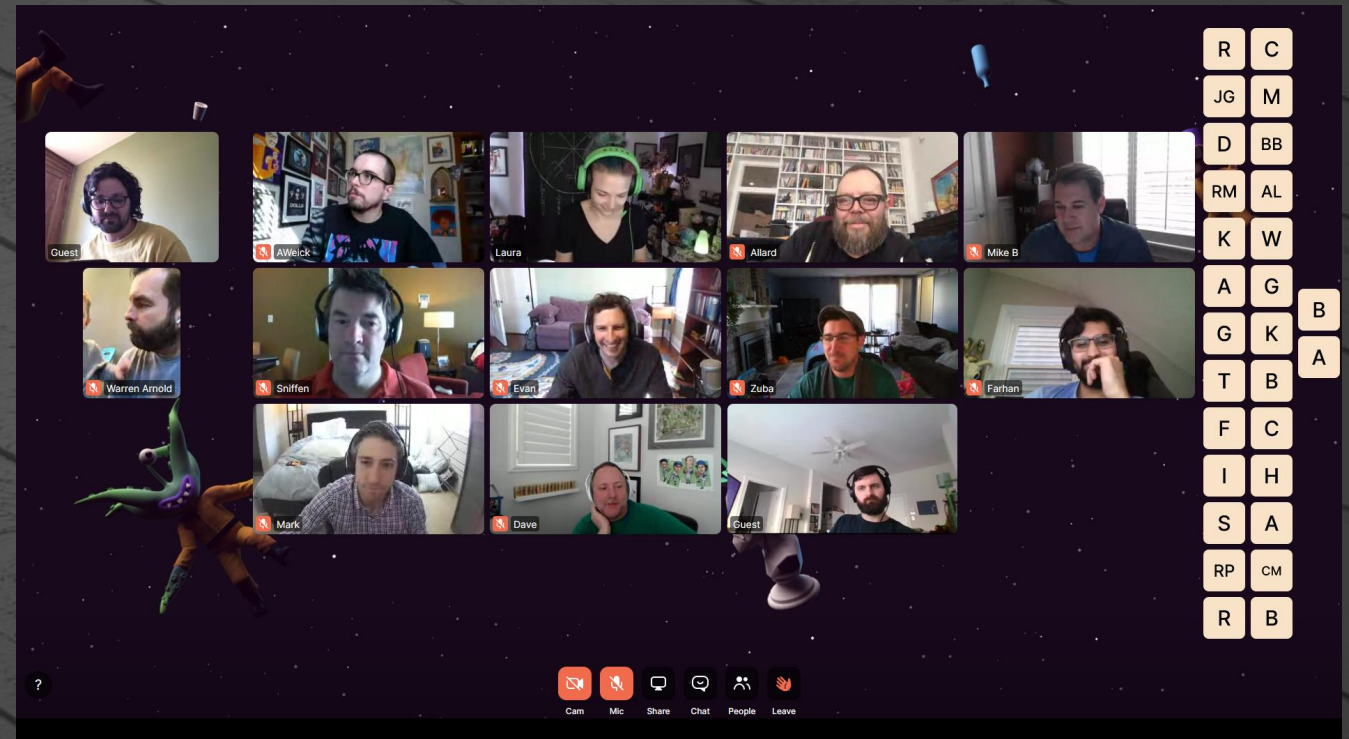 R C
JG M
D BB
RM AL
K W
A G
B
G K
A
T B
F C
I H
S A
RP CM
R B
Guest
AWeick
Laura
Allard
Mike B
Warren Arnold
Sniffen
Evan
Zuba
Farhan
Mark
Dave
Guest
?
Cam Mic Share Chat People Leave